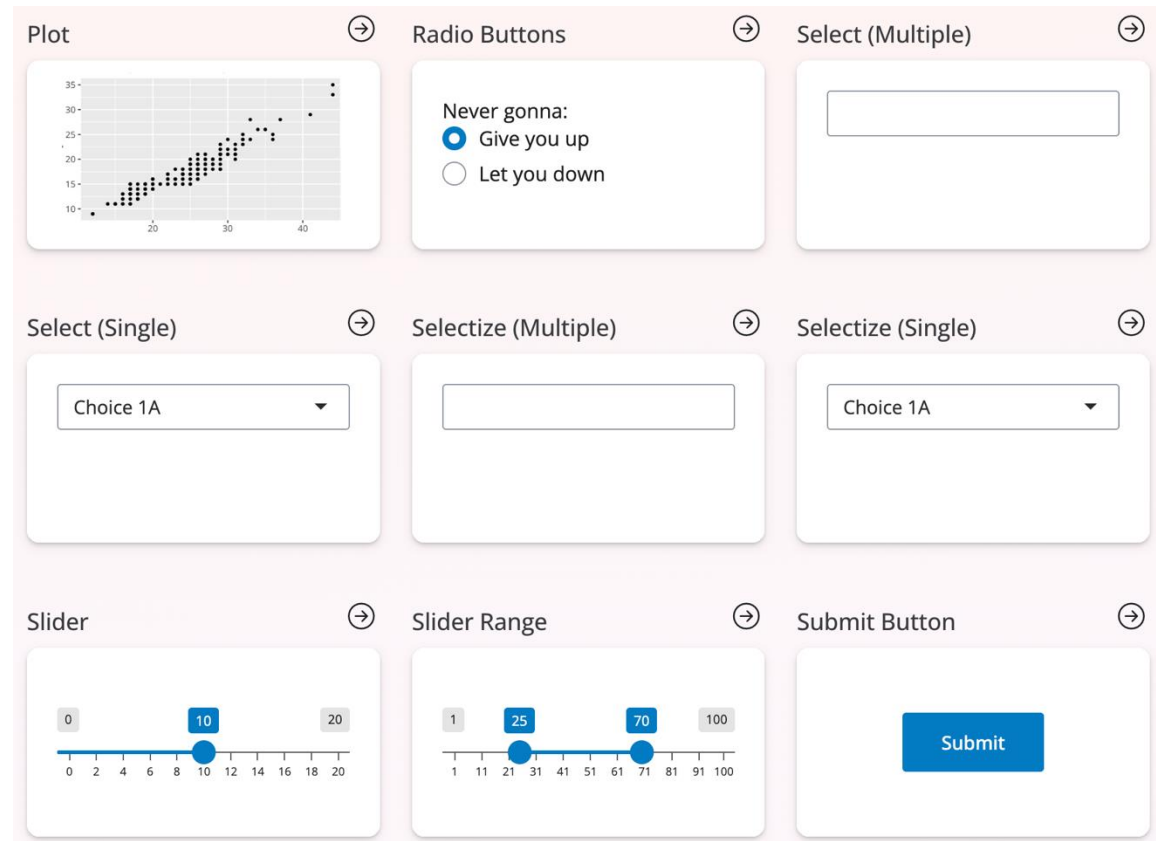 Plot
35
30
25
20
15
10
20 30 40
Radio Buttons
Never gonna:
Give you up
Let you down
Select (Multiple)
Select (Single)
Choice 1A
Selectize (Multiple)
Selectize (Single)
Choice 1A
Slider
0 10 20
0 2 4 6 8 10 12 14 16 18 20
Slider Range
1 25 70 100
1 11 21 31 41 51 61 71 81 91 100
Submit Button
Submit